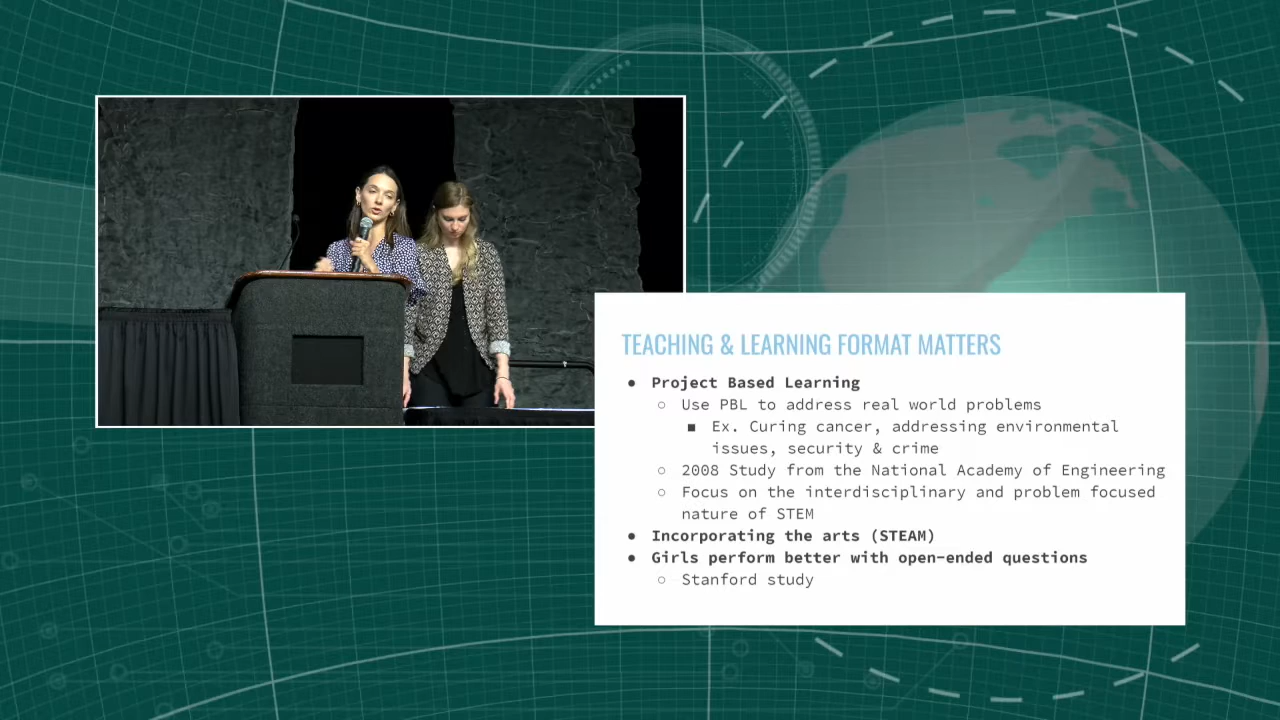 TEACHING & LEARNING FORMAT MATTERS
● Project Based Learning
○ Use PBL to address real world problems
■ Ex. Curing cancer, addressing environmental
issues, security & crime
○ 2008 Study from the National Academy of Engineering
○ Focus on the interdisciplinary and problem focused
nature of STEM
● Incorporating the arts (STEAM)
● Girls perform better with open-ended questions
○ Stanford study